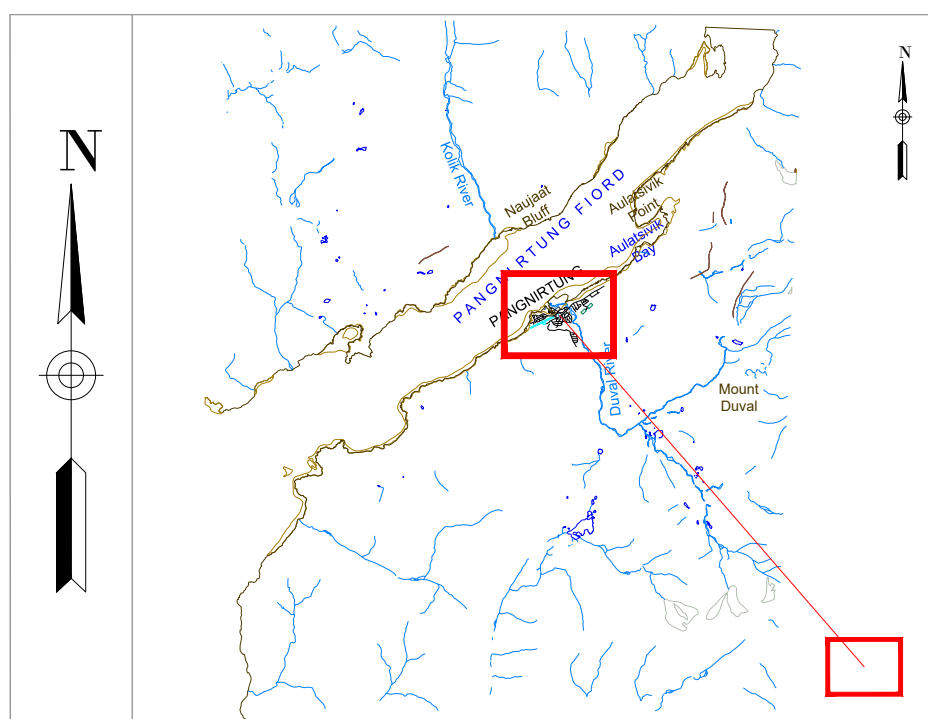 N
N
Kolik River
Naujaat
Bluff
PANGNIRTUNG FIORD
Aulatsivik
Point
Aulatsivik
Bay
PANGNIRTUNG
Duval River
Mount
Duval